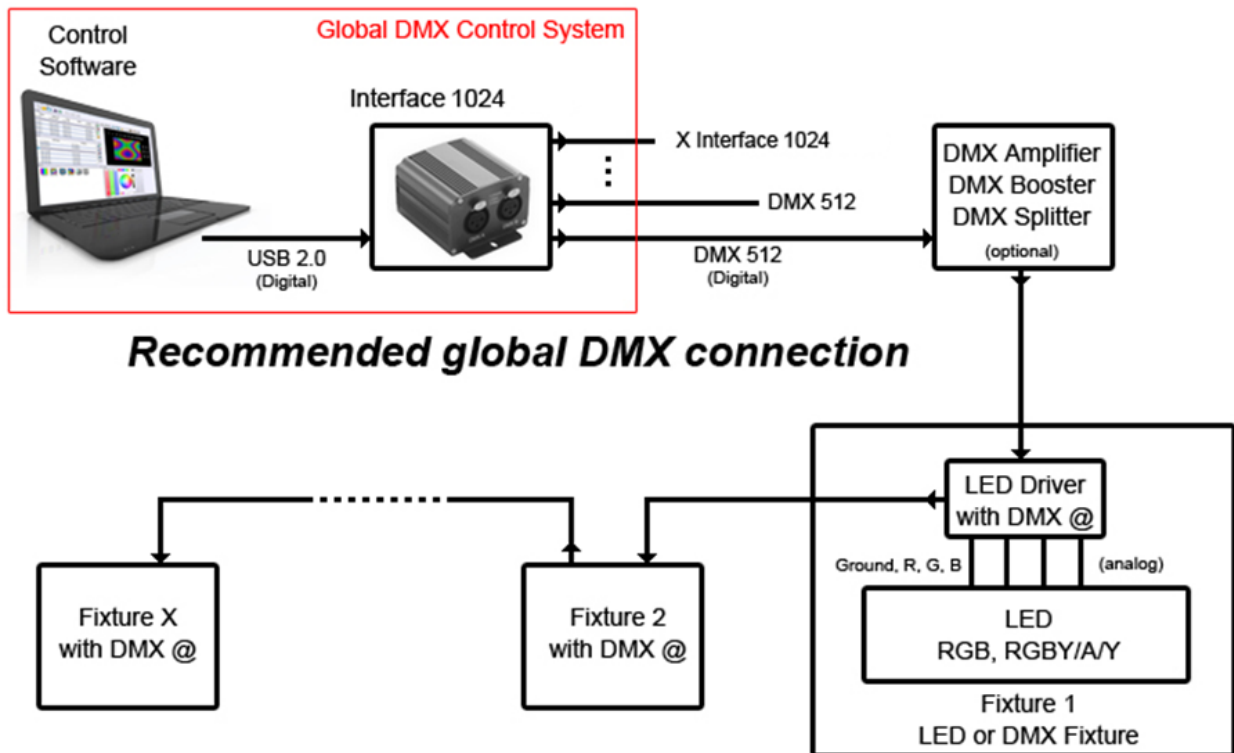 Global DMX Control System
Control
Software
Interface 1024
X Interface 1024
DMX 512
USB 2.0
(Digital)
DMX 512
(Digital)
DMX Amplifier
DMX Booster
DMX Splitter
(optional)
Recommended global DMX connection
LED Driver
with DMX @
Ground, R, G, B
(analog)
LED
RGB, RGBY/A/Y
Fixture 1
LED or DMX Fixture
Fixture 2
with DMX @
Fixture X
with DMX @